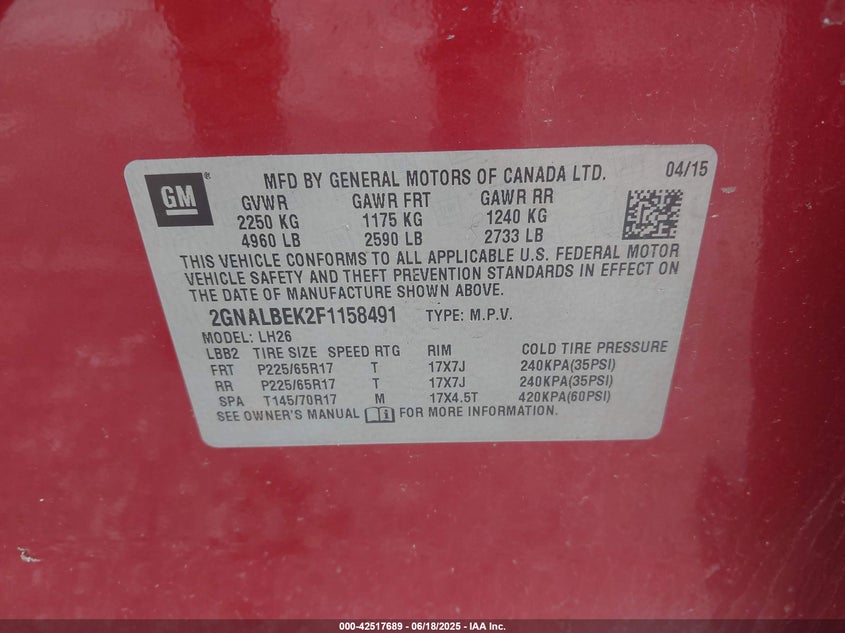 GM
®
MFD BY GENERAL MOTORS OF CANADA LTD. 04/15
GVWR GAWR FRT GAWR RR
2250 KG 1175 KG 1240 KG
4960 LB 2590 LB 2733 LB
THIS VEHICLE CONFORMS TO ALL APPLICABLE U.S. FEDERAL MOTOR
VEHICLE SAFETY AND THEFT PREVENTION STANDARDS IN EFFECT ON
THE DATE OF MANUFACTURE SHOWN ABOVE.
2GNALBEK2F1158491 TYPE: M.P.V.
MODEL: LH26
LBB2 TIRE SIZE SPEED RTG RIM COLD TIRE PRESSURE
FRT P225/65R17 T 17X7J 240KPA(35PSI)
RR P225/65R17 T 17X7J 240KPA(35PSI)
SPA T145/70R17 M 17X4.5T 420KPA(60PSI)
SEE OWNER'S MANUAL FOR MORE INFORMATION.
000-42517689 - 06/18/2025 - IAA Inc.